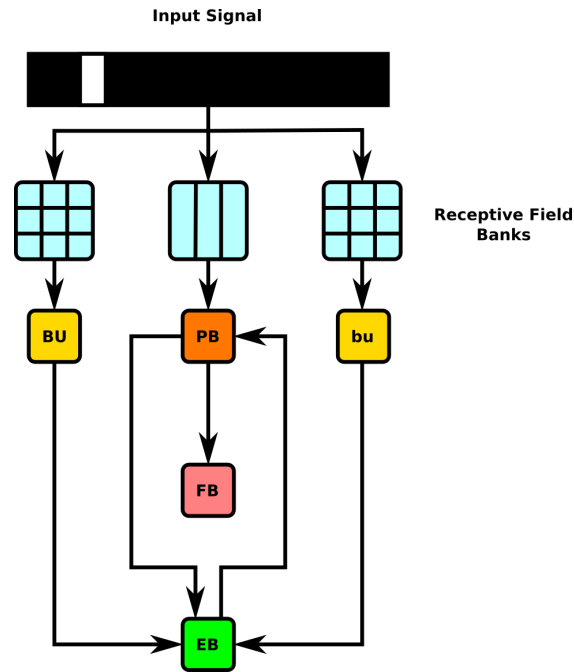 Input Signal
Receptive Field
Banks
BU
PB
bu
FB
EB